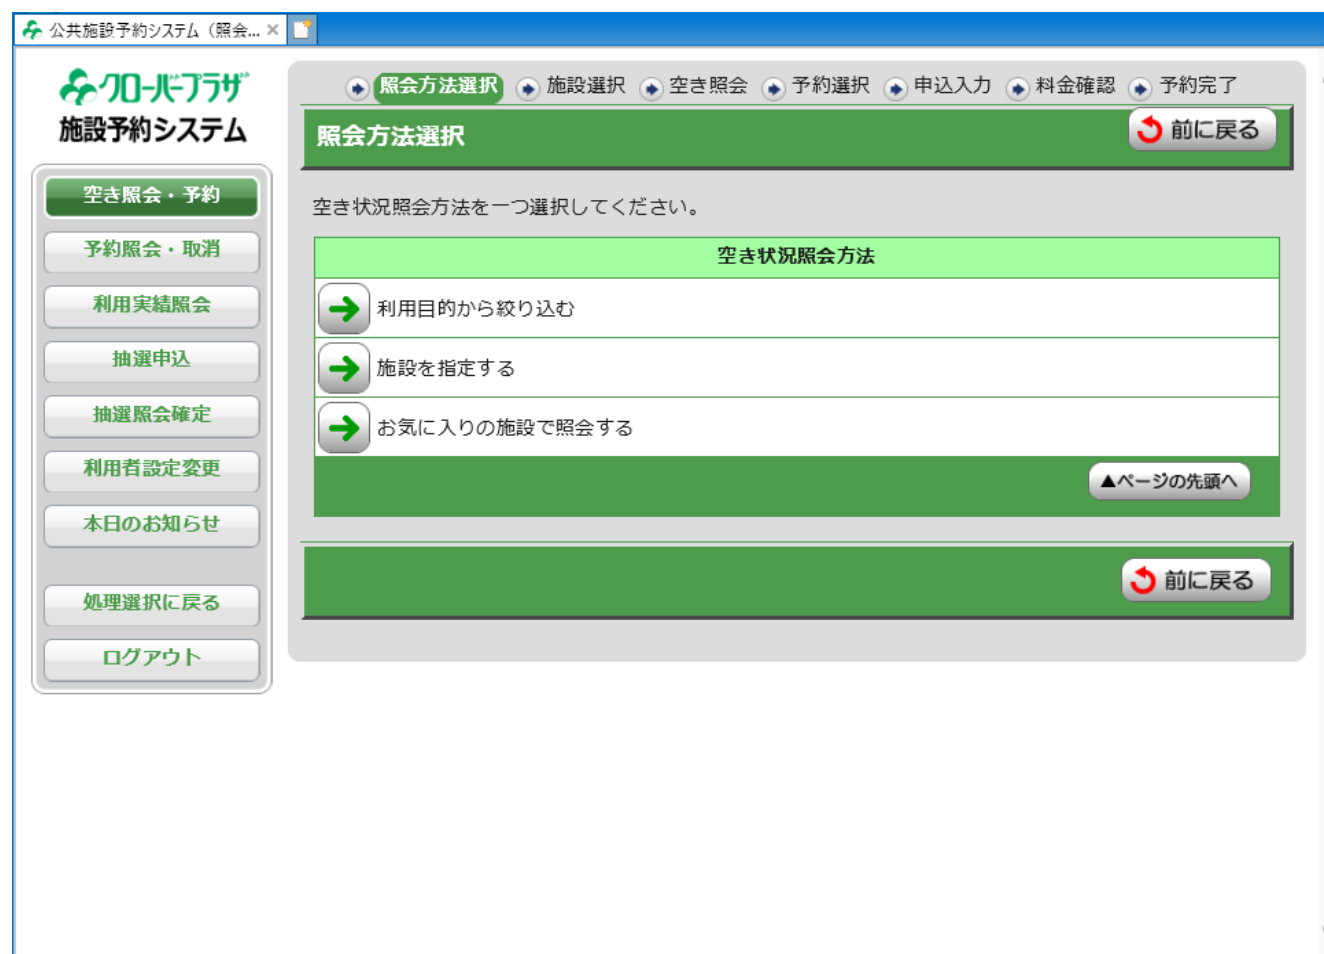 公共施設予約システム（照会...
クローバープラザ
施設予約システム
空き照会・予約
予約照会・取消
利用実績照会
抽選申込
抽選照会確定
利用者設定変更
本日のお知らせ
処理選択に戻る
ログアウト
照会方法選択 施設選択 空き照会 予約選択 申込入力 料金確認 予約完了
照会方法選択
前に戻る
空き状況照会方法を一つ選択してください。
空き状況照会方法
利用目的から絞り込む
施設を指定する
お気に入りの施設で照会する
▲ページの先頭へ
前に戻る